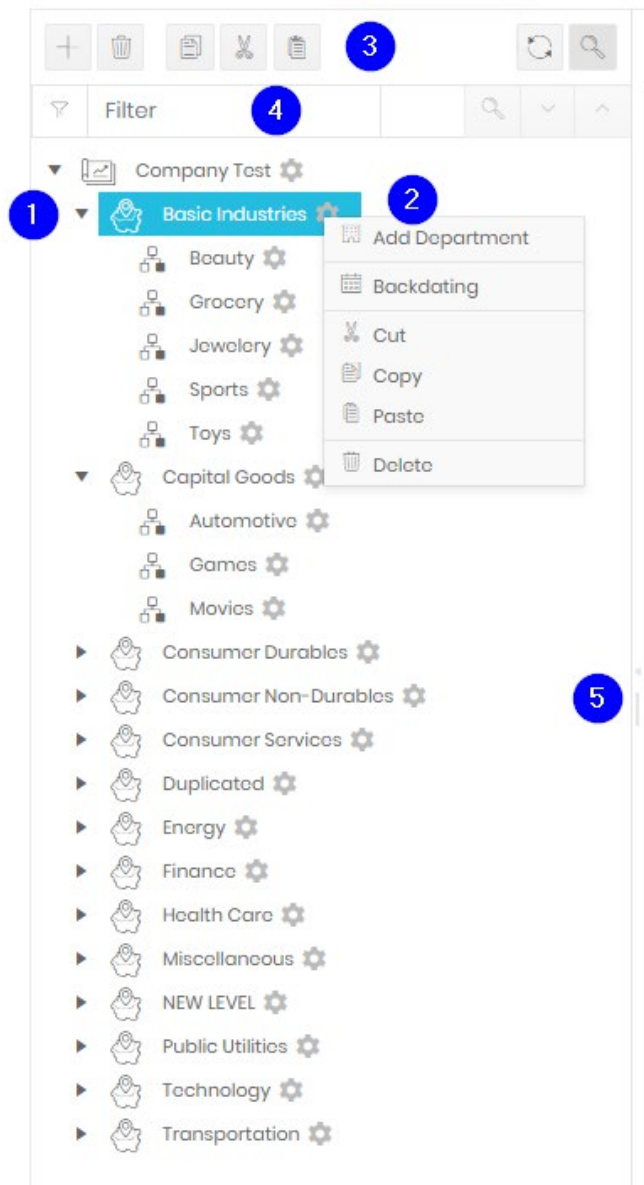 3
Filter
4
Company Test
1
Basic Industries
2
Add Department
Beauty
Backdating
Grocery
Cut
Jewelery
Copy
Sports
Paste
Toys
Delete
Capital Goods
Automotive
Games
Movies
Consumer Durables
Consumer Non-Durables
5
Consumer Services
Duplicated
Energy
Finance
Health Care
Miscellaneous
NEW LEVEL
Public Utilities
Technology
Transportation